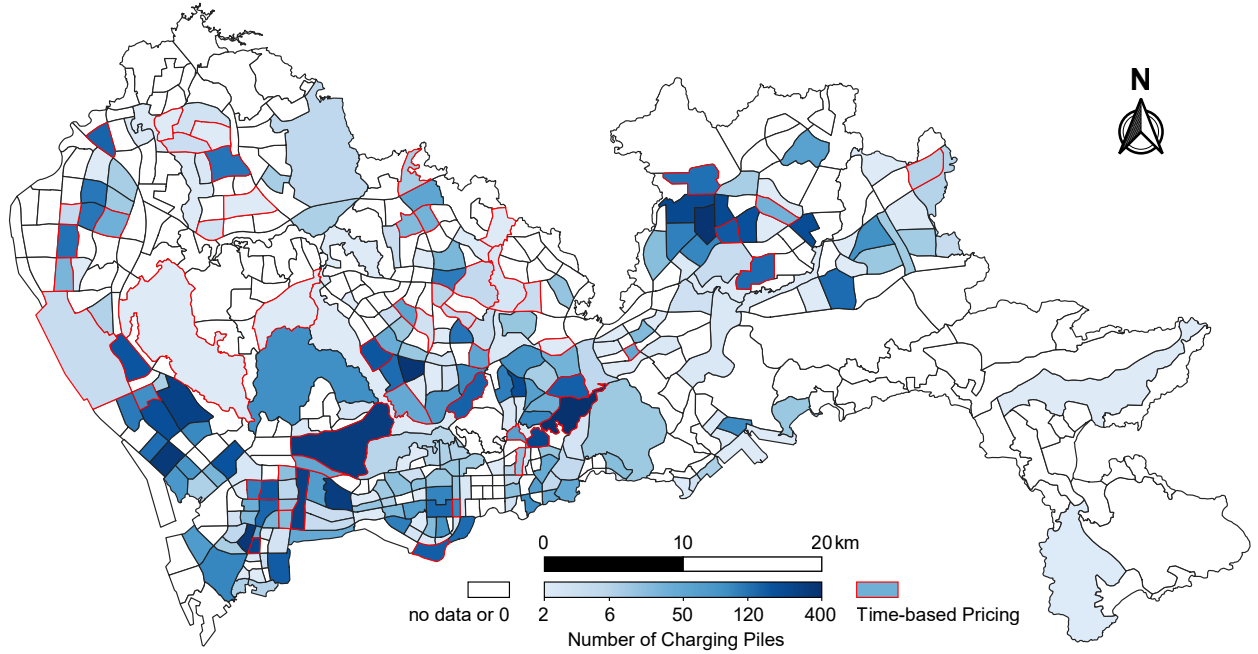 N
0 10 20 km
no data or 0 2 6 50 120 400 Time-based Pricing
Number of Charging Piles